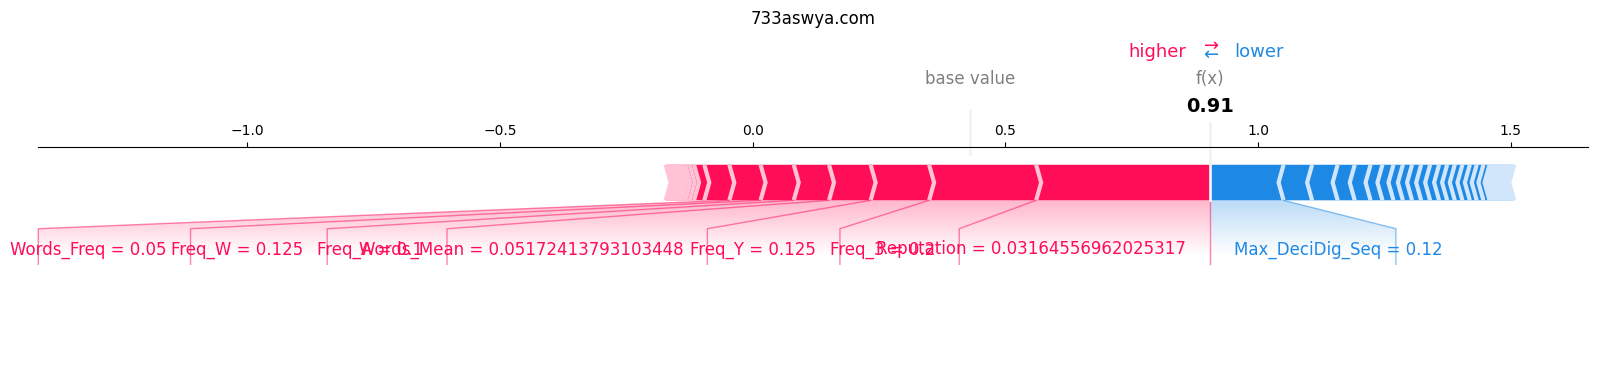 733aswya.com
higher ⇄ lower
base value f(x)
0.91
−1.0 −0.5 0.0 0.5 1.0 1.5
Words_Freq = 0.05 Freq_W = 0.125 Freq_A = 0.1 Words_Mean = 0.05172413793103448 Freq_Y = 0.125 Freq_3 = 0.2 Reputation = 0.03164556962025317 Max_DeciDig_Seq = 0.12